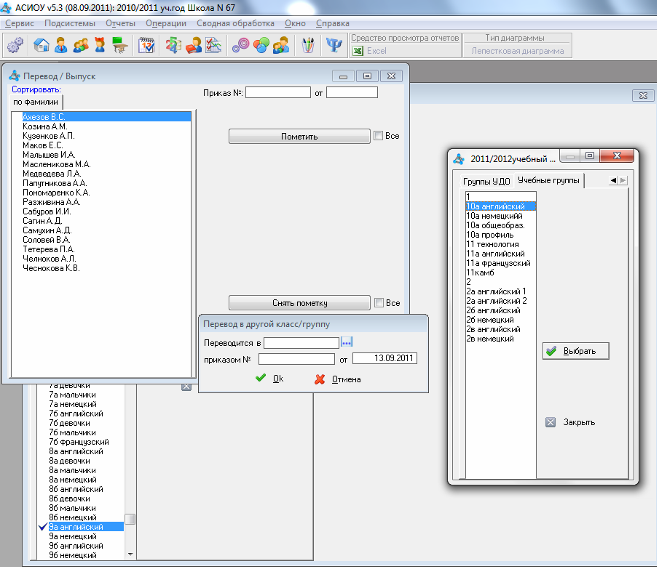 АСИОУ v5.3 (08.09.2011): 2010/2011 уч.год Школа N 67
Сервис Подсистемы Отчеты Операции Сводная обработка Окно Справка
Средство просмотра отчетов
Excel
Тип диаграммы
Лепестковая диаграмма
Перевод / Выпуск
Сортировать:
по фамилии
Приказ №: от
Ахезов В.С.
Козина А.М.
Кузенков А.П.
Маков Е.С.
Малышев И.А.
Масленикова М.А.
Медведева Л.А.
Папуги­кова А.А.
Пономаренко К.А.
Разживина А.А.
Сабуров И.И.
Сагин А.Д.
Самухин А.Д.
Соловей В.А.
Тетерева П.А.
Челноков А.Л.
Чеснокова К.В.
Пометить Все
Снять пометку Все
Перевод в другой класс/группу
Переводится в ...
приказом № от 13.09.2011
Ok Отмена
7а девочки
7а мальчики
7а немецкий
7б английский
7б девочки
7б мальчики
7б французский
8а английский
8а девочки
8а мальчики
8а немецкий
8б английский
8б девочки
8б мальчики
8б немецкий
9а английский
9а немецкий
9б английский
9б немецкий
2011/2012учебный ...
Группы УДО Учебные группы
1
10а английский
10а немецкий
10а общеобраз.
10а профиль
11 технология
11а английский
11а французский
11камб
2
2а английский 1
2а английский 2
2б английский
2б немецкий
2в английский
2в немецкий
Выбрать
Закрыть